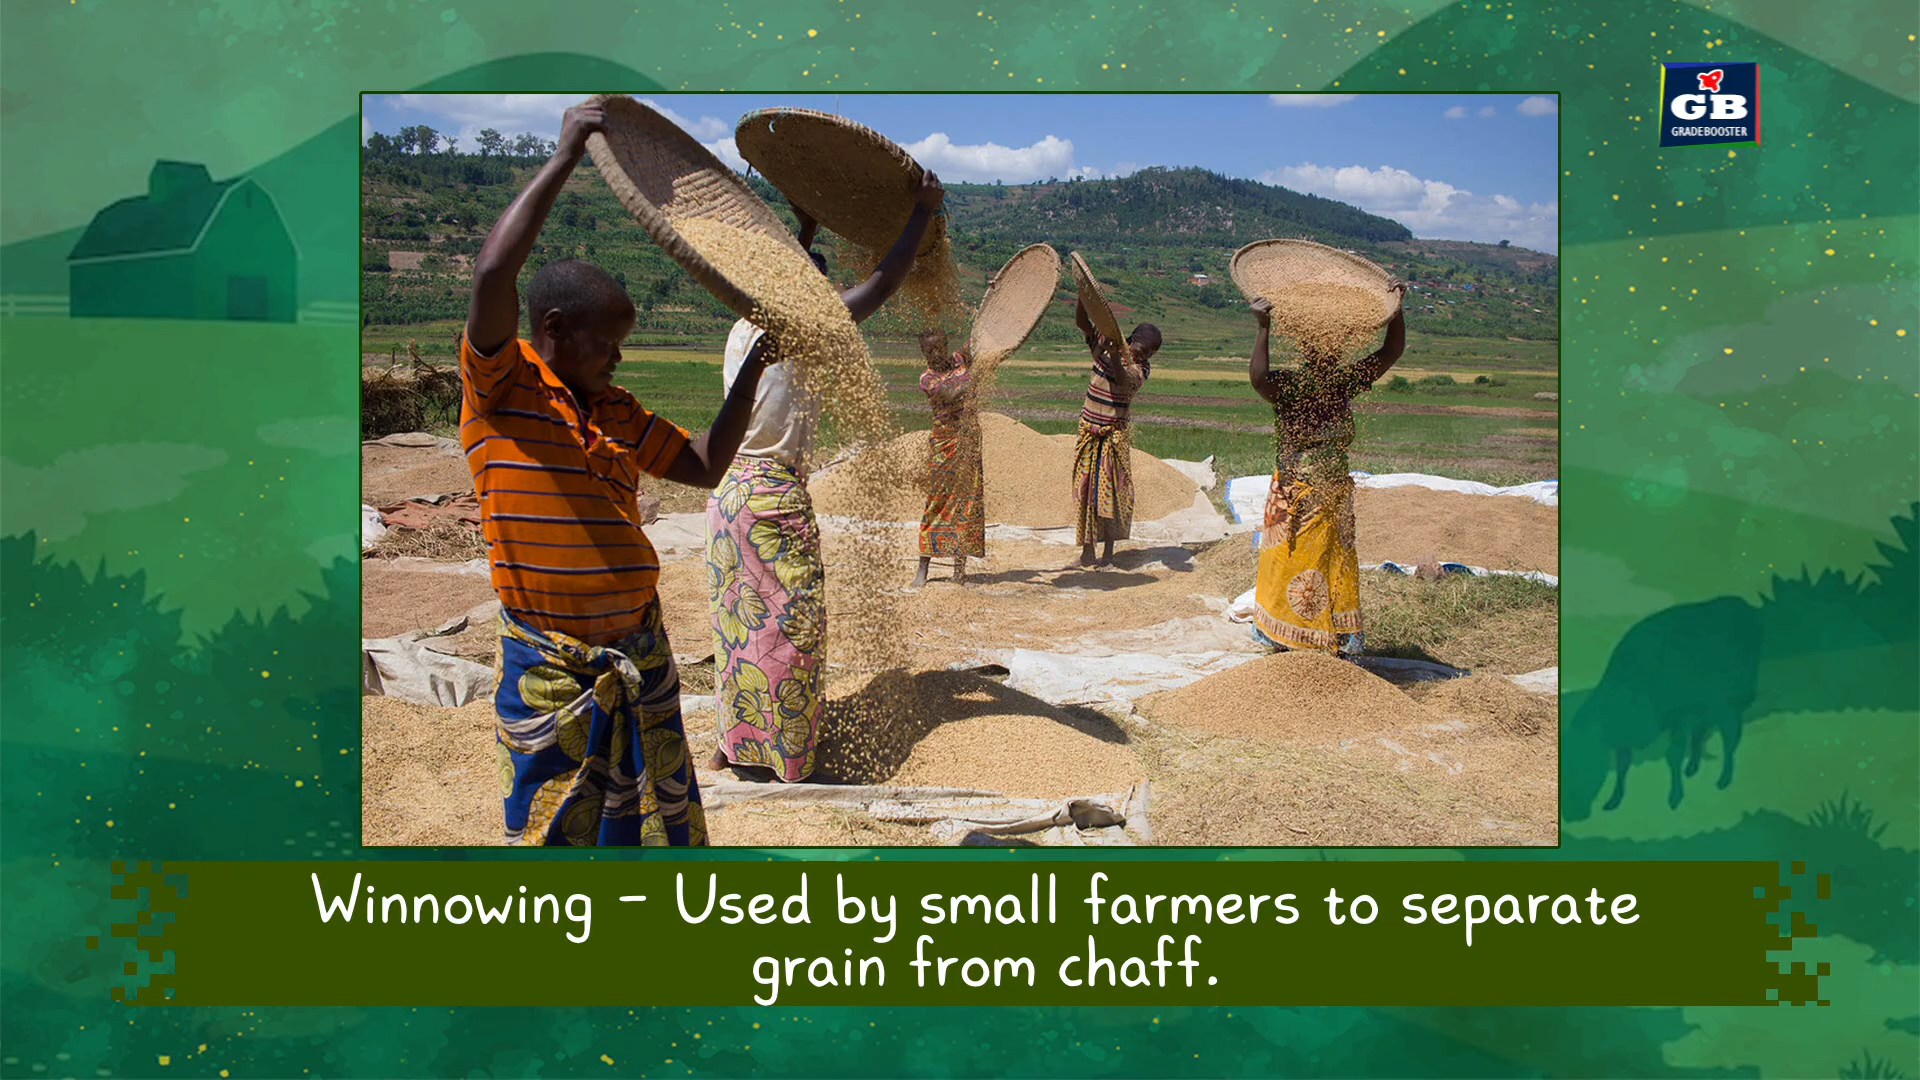 GB
GRADEBOOSTER
Winnowing - Used by small farmers to separate
grain from chaff.